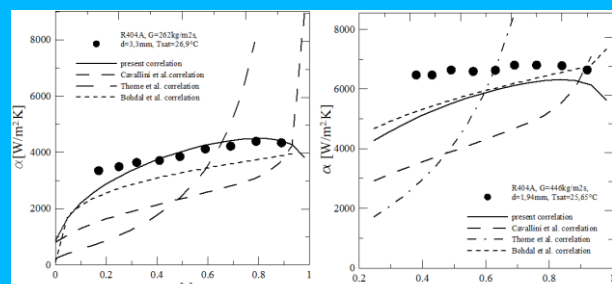 8000
6000
4000
2000
0
α [W/m² K]
R404A, G=262kg/m2s,
d=3,3mm, Tsat=26,9°C
present correlation
Cavallini et al.correlation
Thome et al. correlation
Bohdal et al. correlation
0
0.2
0.4
0.6
0.8
1
8000
6000
4000
2000
0
α [W/m² K]
R404A, G=446kg/m2s,
d=1,94mm, Tsat=25,65°C
present correlation
Cavallini et al. correlation
Thome et al. correlation
Bohdal et al. correlation
0.2
0.4
0.6
0.8
1